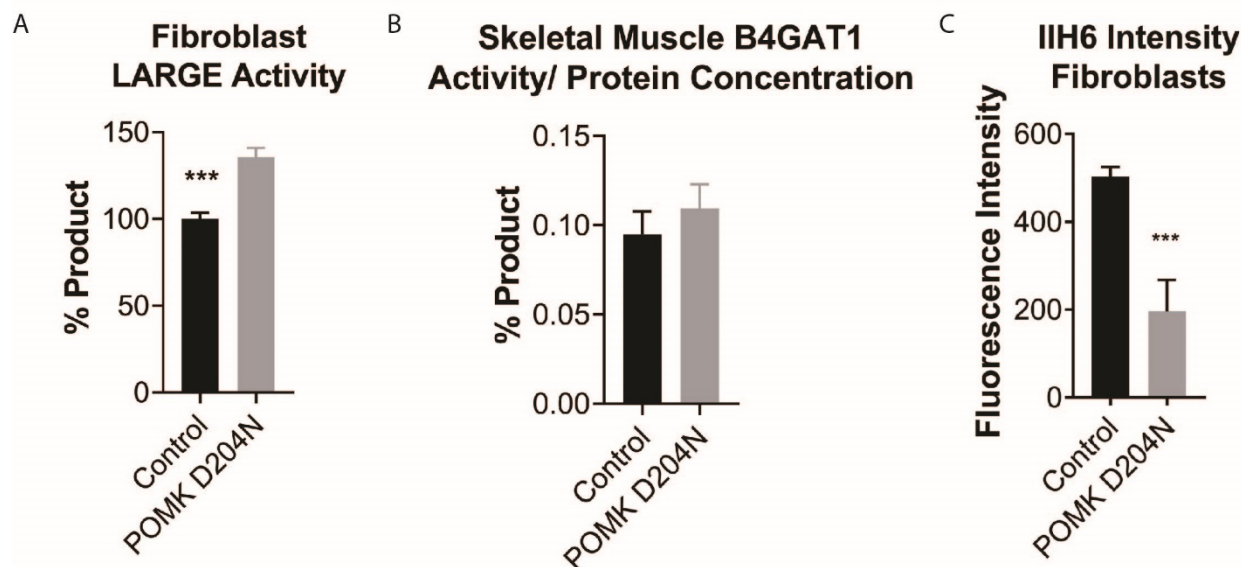 A
Fibroblast
LARGE Activity
% Product
150
100
50
0
***
Control
POMK D204N
B
Skeletal Muscle B4GAT1
Activity/ Protein Concentration
% Product
0.15
0.10
0.05
0.00
Control
POMK D204N
C
IIH6 Intensity
Fibroblasts
Fluorescence Intensity
600
400
200
0
***
Control
POMK D204N